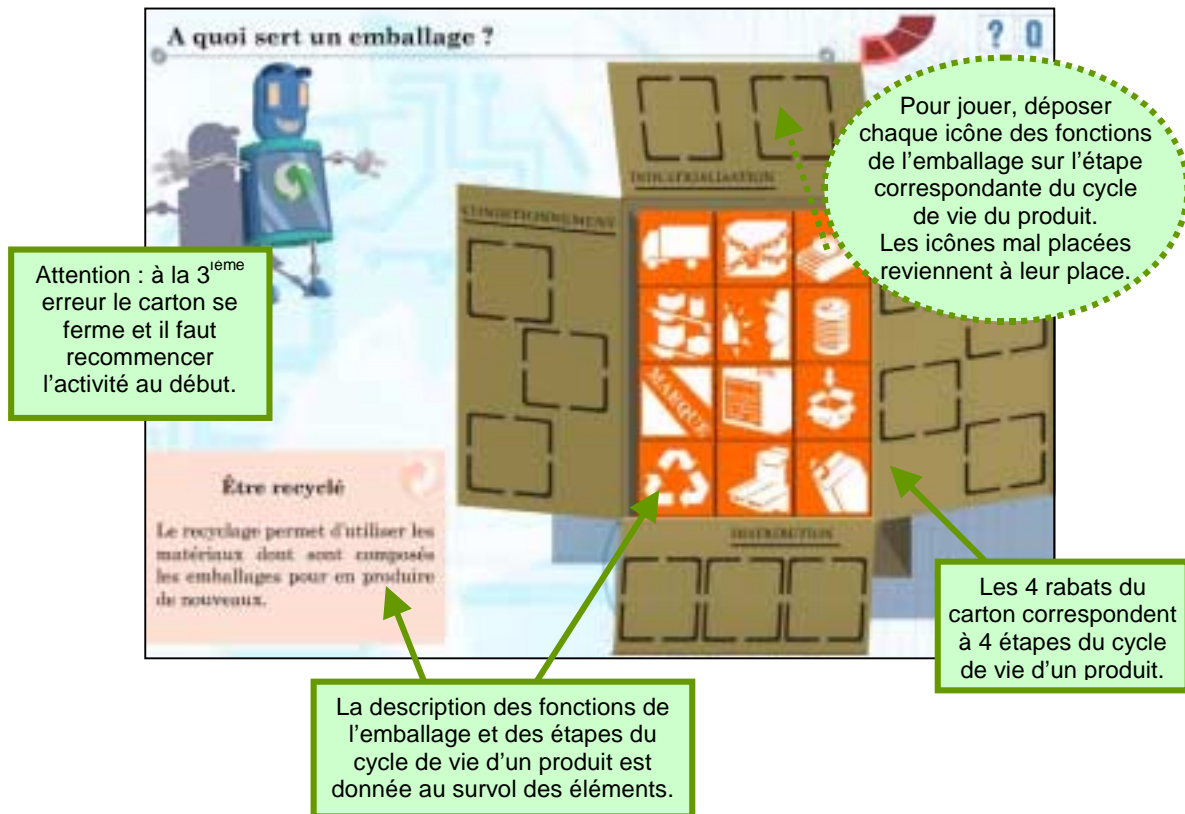 A quoi sert un emballage ?
? 0
Pour jouer, déposer
chaque icône des fonctions
de l'emballage sur l'étape
correspondante du cycle
de vie du produit.
Les icônes mal placées
reviennent à leur place.
INDUSTRIALISATION
CONDITIONNEMENT
Attention : à la 3ième
erreur le carton se
ferme et il faut
recommencer
l'activité au début.
MARQUE
Être recyclé
Le recyclage permet d'utiliser les
matériaux dont sont composés
les emballages pour en produire
de nouveaux.
DISTRIBUTION
Les 4 rabats du
carton correspondent
à 4 étapes du cycle
de vie d'un produit.
La description des fonctions de
l'emballage et des étapes du
cycle de vie d'un produit est
donnée au survol des éléments.